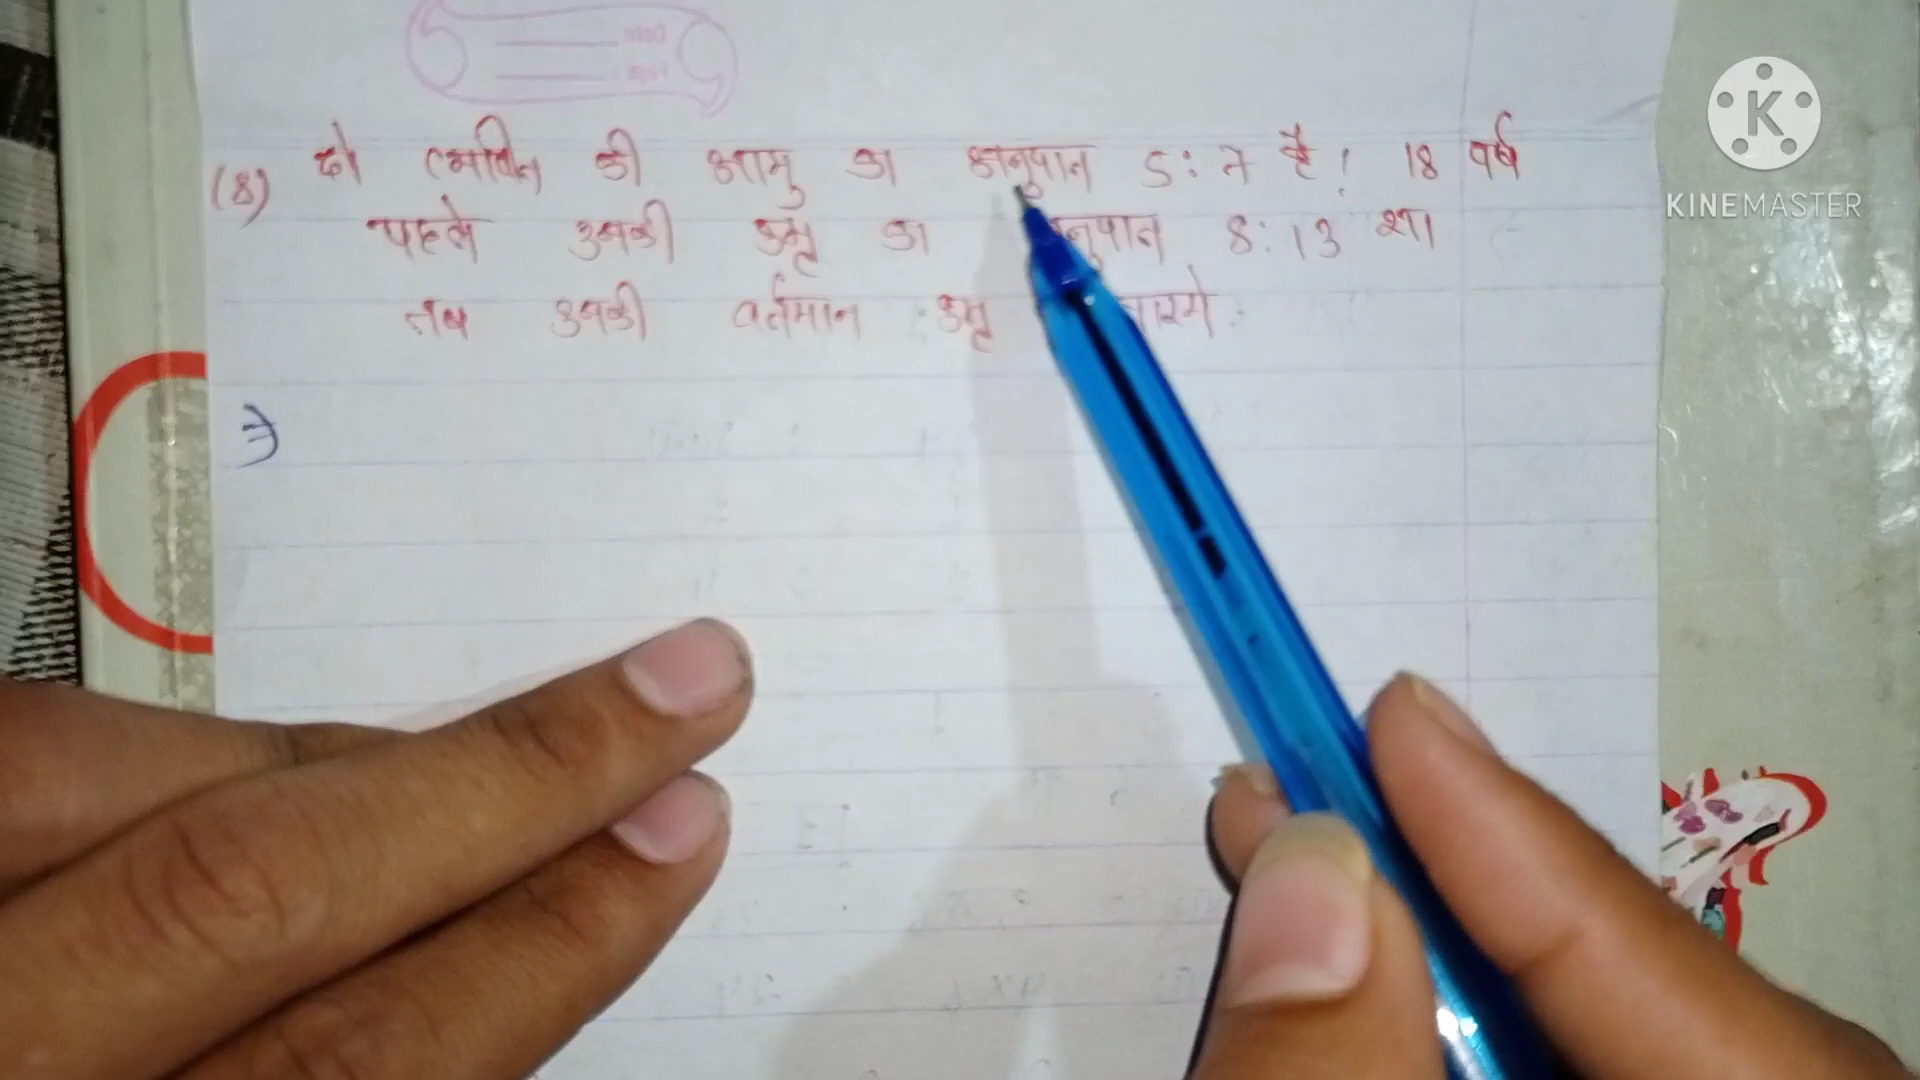 (8) दो व्यक्ति की आयु का अनुपात 5:7 है! 18 वर्ष
पहले उनकी उम्र का 8:13 था
तब उनकी वर्तमान उम्र
KINEMASTER